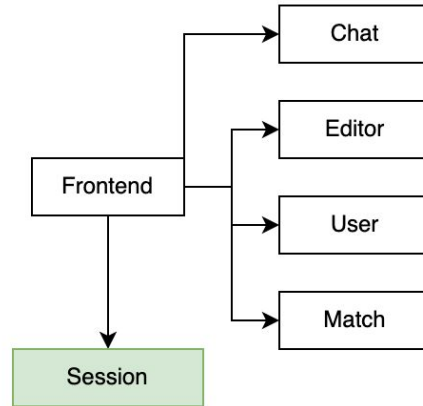 Chat
Editor
Frontend
User
Match
Session